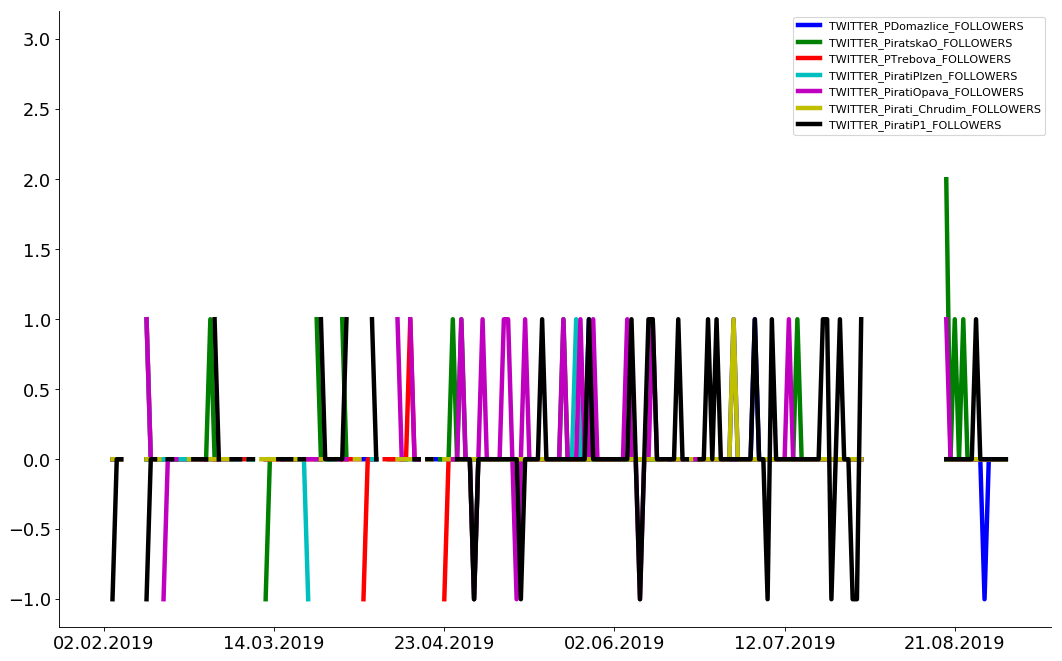 3.0
2.5
2.0
1.5
1.0
0.5
0.0
−0.5
−1.0
TWITTER_PDomazlice_FOLLOWERS
TWITTER_PiratskaO_FOLLOWERS
TWITTER_PTrebova_FOLLOWERS
TWITTER_PiratiPlzen_FOLLOWERS
TWITTER_PiratiOpava_FOLLOWERS
TWITTER_Pirati_Chrudim_FOLLOWERS
TWITTER_PiratiP1_FOLLOWERS
02.02.2019 14.03.2019 23.04.2019 02.06.2019 12.07.2019 21.08.2019